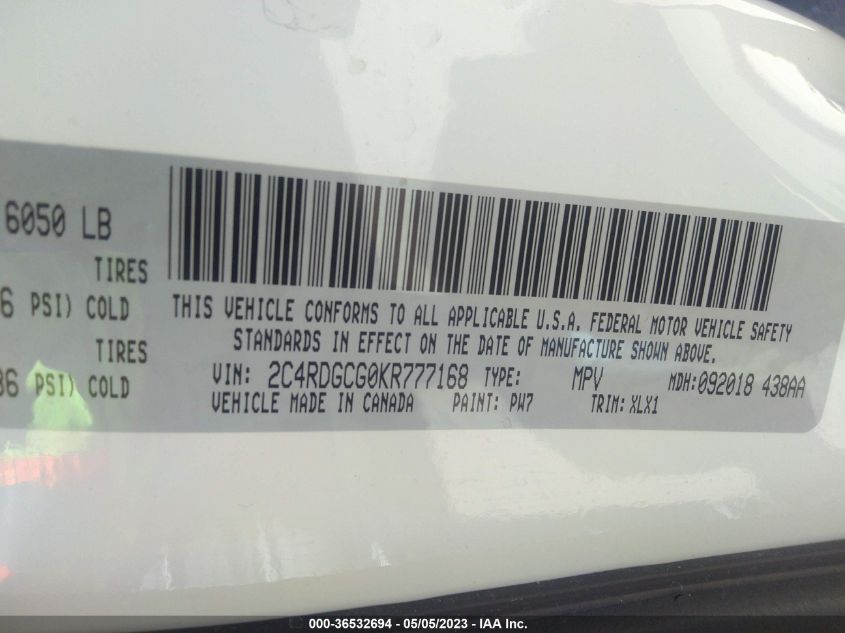 6050 LB
TIRES
6 PSI) COLD
TIRES
36 PSI) COLD
THIS VEHICLE CONFORMS TO ALL APPLICABLE U.S.A. FEDERAL MOTOR VEHICLE SAFETY
STANDARDS IN EFFECT ON THE DATE OF MANUFACTURE SHOWN ABOVE.
VIN: 2C4RDGCG0KR777168 TYPE: MPV MDH: 092018 438AA
VEHICLE MADE IN CANADA PAINT: PW7 TRIM: XLX1
000-36532694 - 05/05/2023 - IAA Inc.